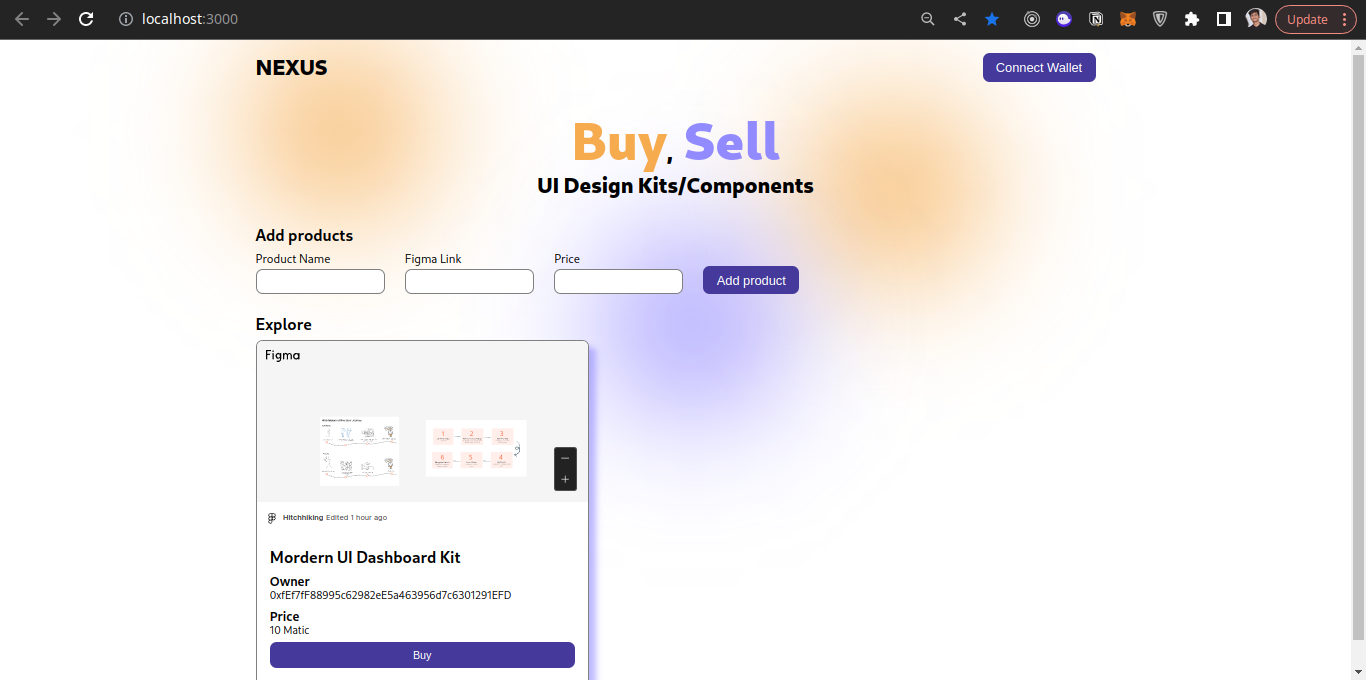 localhost:3000
Update
NEXUS
Connect Wallet
Buy, Sell
UI Design Kits/Components
Add products
Product Name
Figma Link
Price
Add product
Explore
Figma
1 2 3
6 5 4
Hitchhiking Edited 1 hour ago
Mordern UI Dashboard Kit
Owner
0xfEf7fF88995c62982eE5a463956d7c6301291EFD
Price
10 Matic
Buy